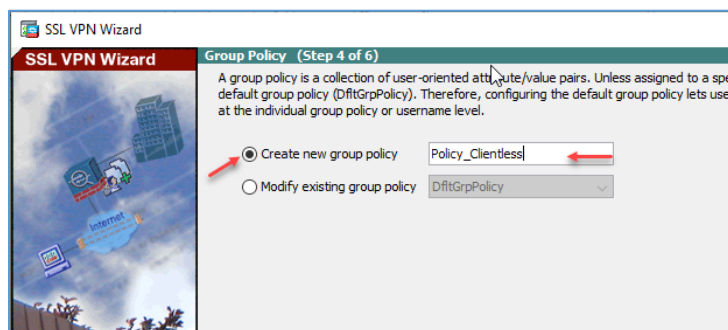 SSL VPN Wizard
SSL VPN Wizard
Group Policy (Step 4 of 6)
A group policy is a collection of user-oriented attribute/value pairs. Unless assigned to a spe
default group policy (DfltGrpPolicy). Therefore, configuring the default group policy lets use
at the individual group policy or username level.
Create new group policy
Policy_Clientless
Modify existing group policy
DfltGrpPolicy
Internet